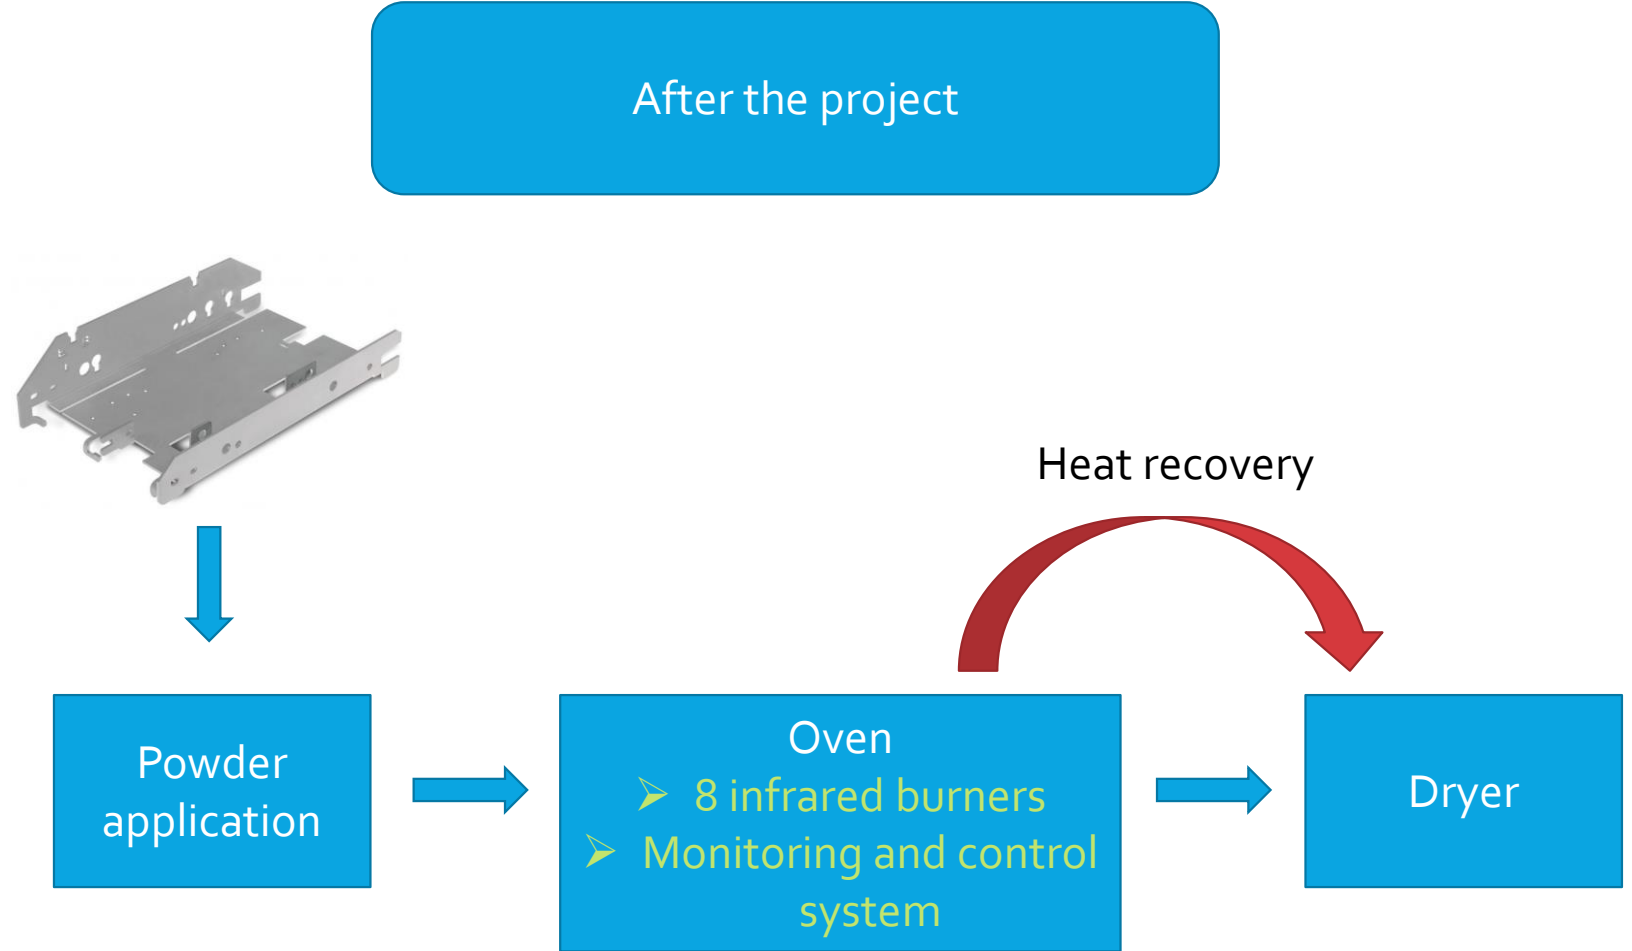 After the project
Heat recovery
Powder
application
Oven
➢ 8 infrared burners
➢ Monitoring and control
system
Dryer